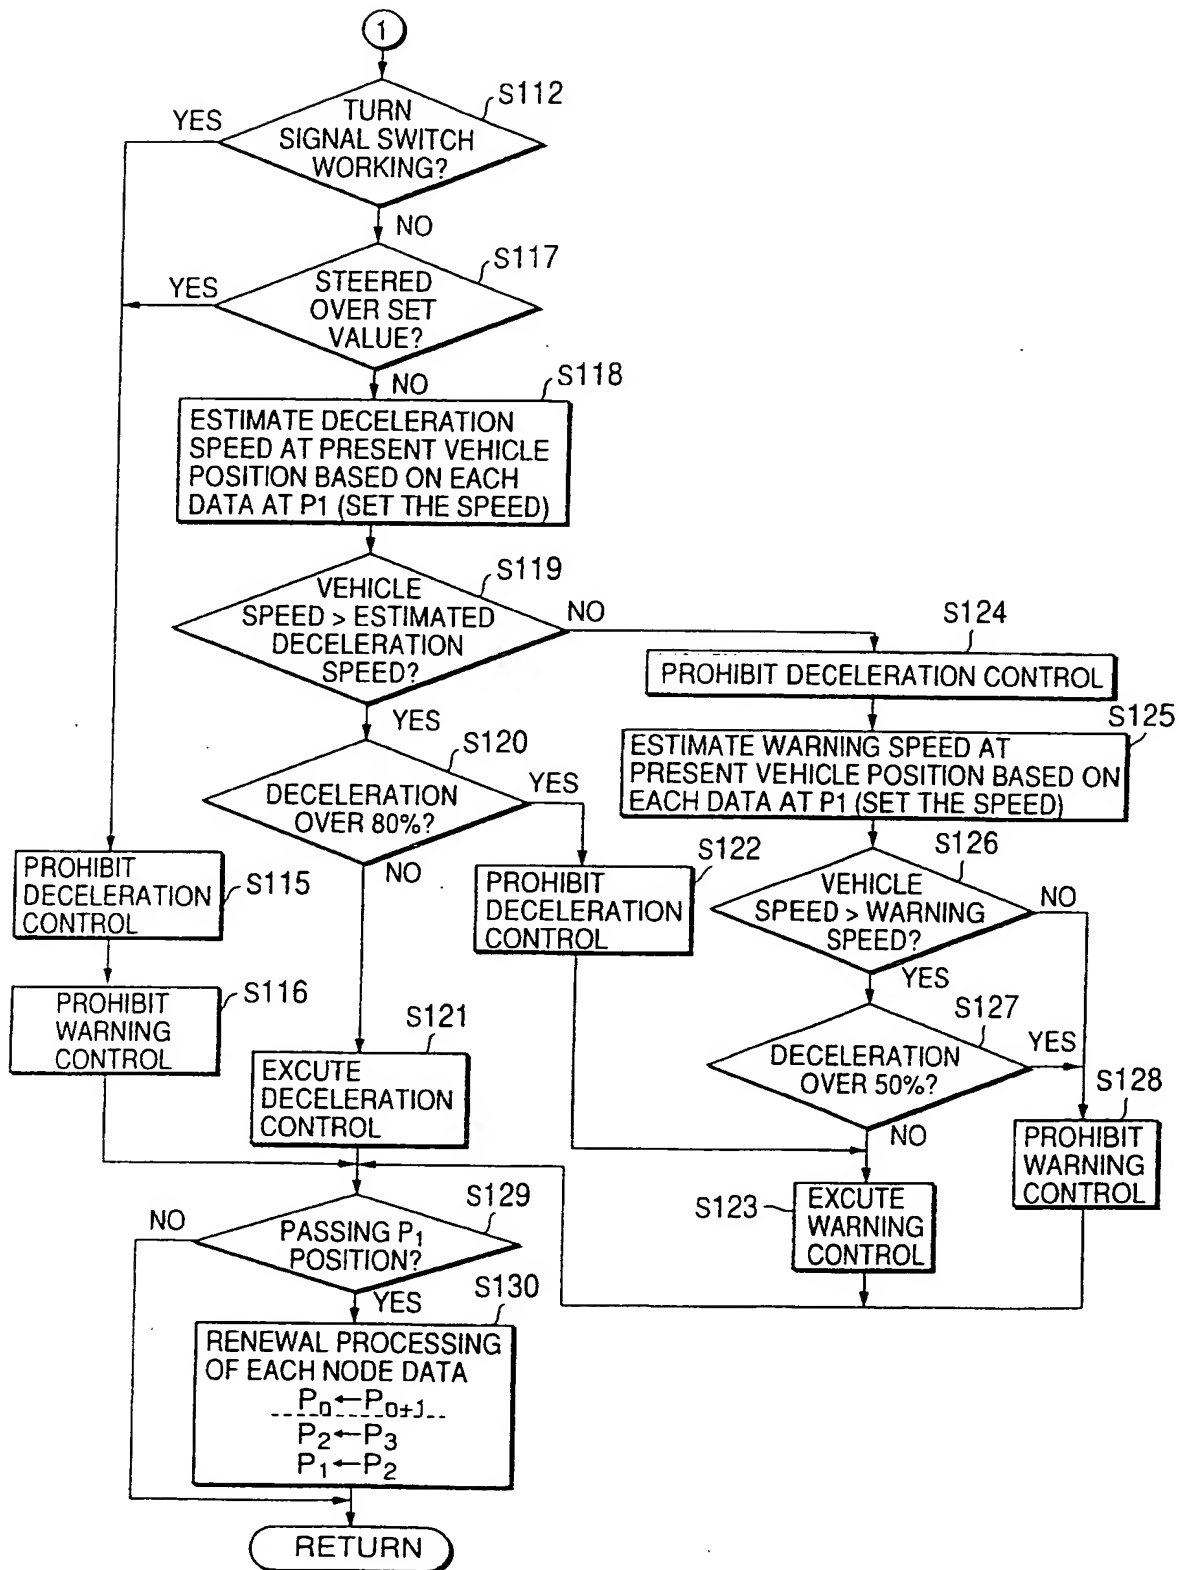 1
S112
TURN
SIGNAL SWITCH
WORKING?
YES
NO
S117
STEERED
OVER SET
VALUE?
YES
NO
S118
ESTIMATE DECELERATION
SPEED AT PRESENT VEHICLE
POSITION BASED ON EACH
DATA AT P1 (SET THE SPEED)
S119
VEHICLE
SPEED > ESTIMATED
DECELERATION
SPEED?
NO
YES
S124
PROHIBIT DECELERATION CONTROL
S125
ESTIMATE WARNING SPEED AT
PRESENT VEHICLE POSITION BASED ON
EACH DATA AT P1 (SET THE SPEED)
S120
DECELERATION
OVER 80%?
YES
NO
S122
PROHIBIT
DECELERATION
CONTROL
S126
VEHICLE
SPEED > WARNING
SPEED?
NO
YES
S115
PROHIBIT
DECELERATION
CONTROL
S116
PROHIBIT
WARNING
CONTROL
S121
EXCUTE
DECELERATION
CONTROL
S127
DECELERATION
OVER 50%?
YES
NO
S128
PROHIBIT
WARNING
CONTROL
S123
EXCUTE
WARNING
CONTROL
S129
PASSING P1
POSITION?
NO
YES
S130
RENEWAL PROCESSING
OF EACH NODE DATA
Pn←Pn+1
P2←P3
P1←P2
RETURN